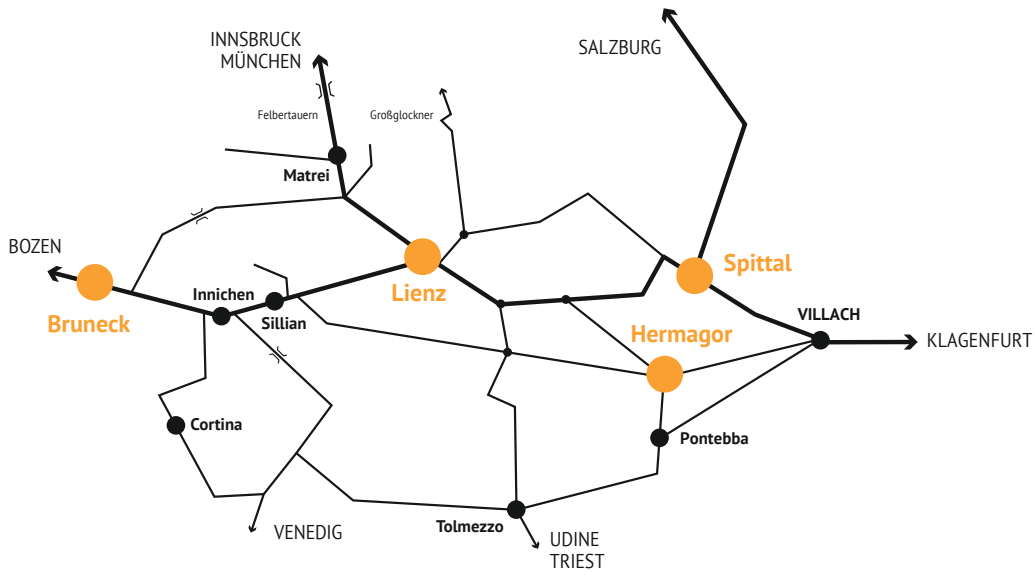 INNSBRUCK
MÜNCHEN
SALZBURG
Felbertauern
Großglockner
Matrei
BOZEN
Spittal
Lienz
Innichen
Sillian
Bruneck
VILLACH
Hermagor
KLAGENFURT
Cortina
Pontebba
VENEDIG
Tolmezzo
UDINE
TRIEST